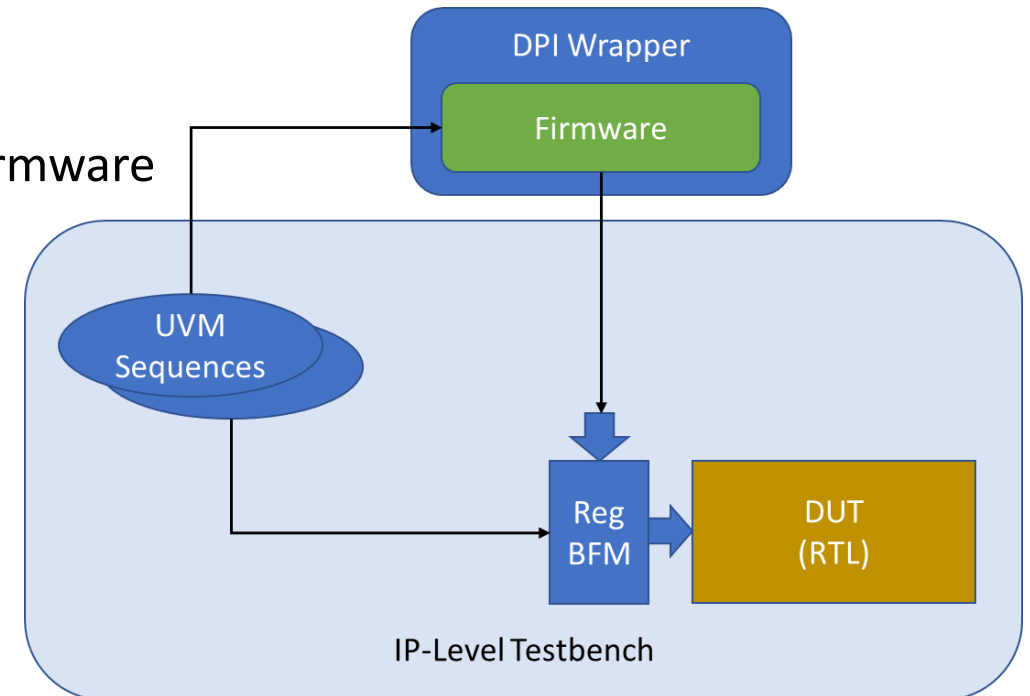 DPI Wrapper
Firmware
rmware
UVM
Sequences
Reg
BFM
DUT
(RTL)
IP-Level Testbench